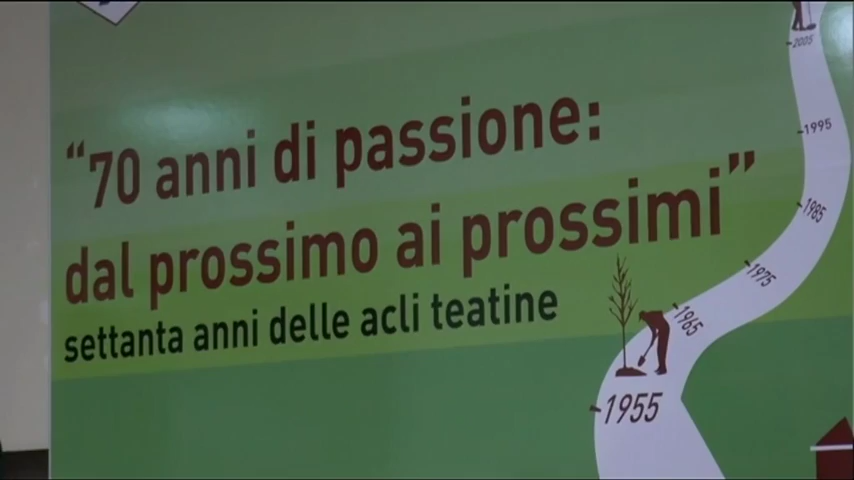 “70 anni di passione:
dal prossimo ai prossimi”
settanta anni delle acli teatine
2005
1995
1985
1975
1965
1955